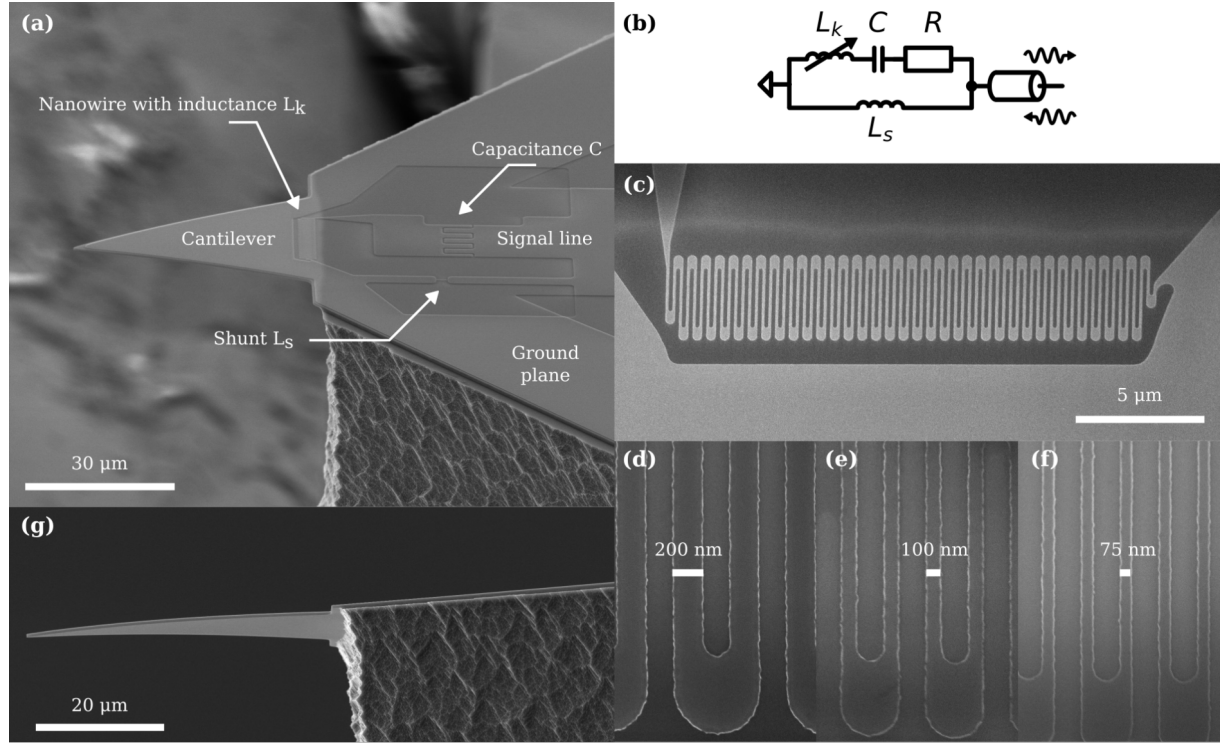 (a)
Nanowire with inductance Lk
Capacitance C
Cantilever
Signal line
Shunt Ls
Ground
plane
30 μm
(b)
Lk C R
Ls
(c)
5 μm
(d)
200 nm
(e)
100 nm
(f)
75 nm
(g)
20 μm